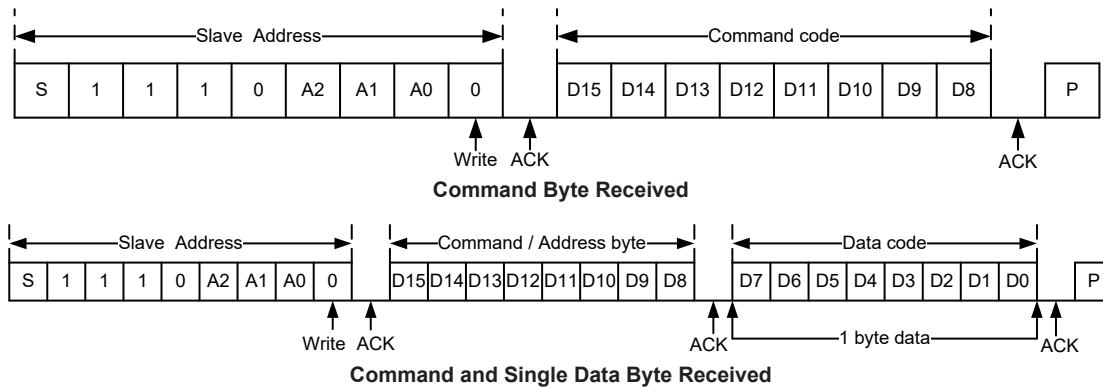 Slave Address Command code
S 1 1 1 0 A2 A1 A0 0 D15 D14 D13 D12 D11 D10 D9 D8 P
Write ACK ACK
Command Byte Received
Slave Address Command / Address byte Data code
S 1 1 1 0 A2 A1 A0 0 D15 D14 D13 D12 D11 D10 D9 D8 D7 D6 D5 D4 D3 D2 D1 D0 P
Write ACK ACK 1 byte data ACK
Command and Single Data Byte Received